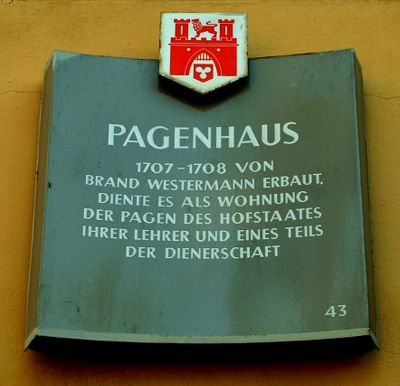 PAGENHAUS
1707-1708 VON
BRAND WESTERMANN ERBAUT.
DIENTE ES ALS WOHNUNG
DER PAGEN DES HOFSTAATES
IHRER LEHRER UND EINES TEILS
DER DIENERSCHAFT
43